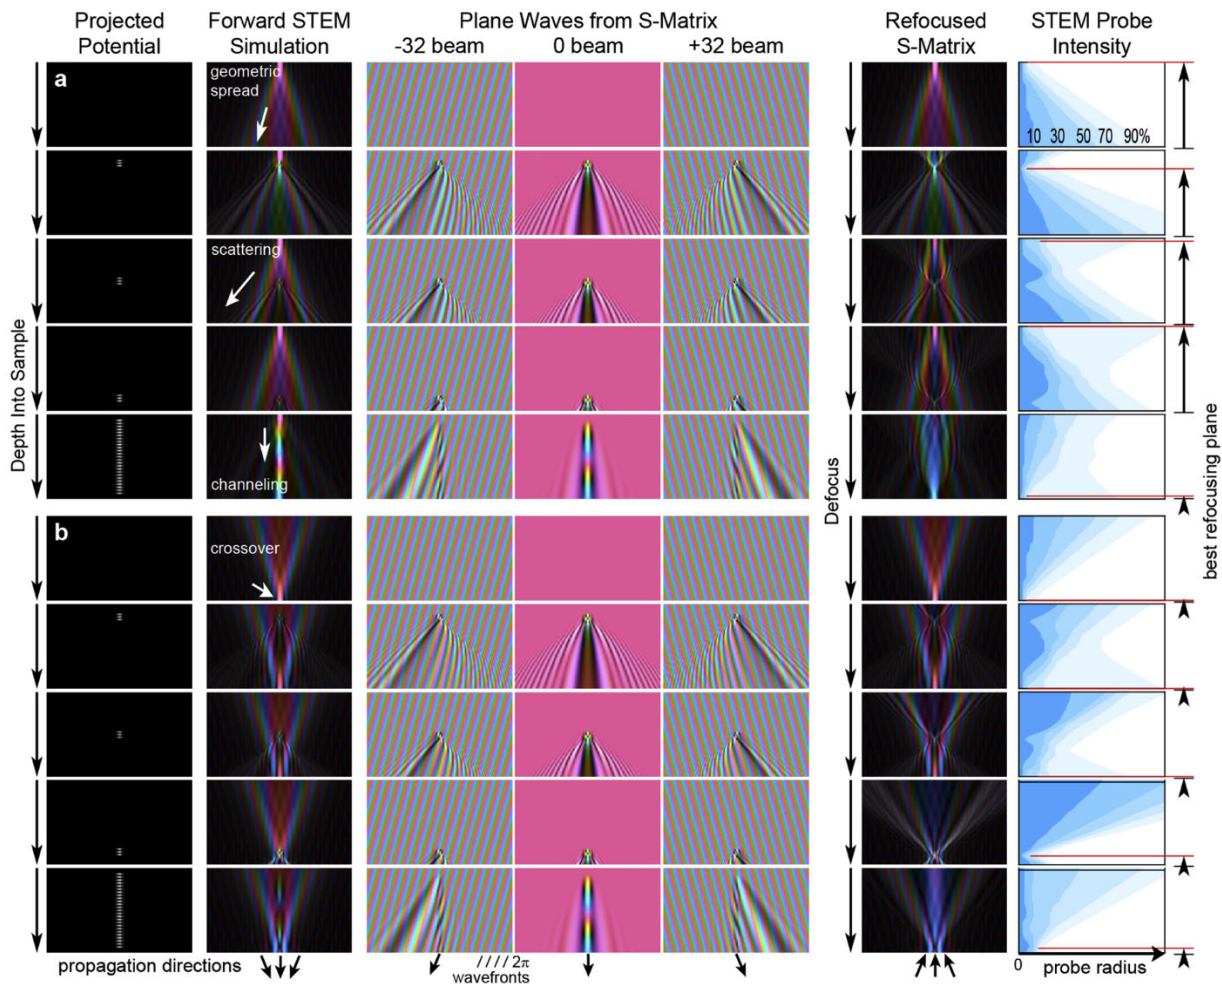 Projected
Potential
Forward STEM
Simulation
Plane Waves from S-Matrix
-32 beam
0 beam
+32 beam
Refocused
S-Matrix
STEM Probe
Intensity
a
geometric
spread
10 30 50 70 90%
scattering
channeling
Depth Into Sample
Defocus
best refocusing plane
b
crossover
propagation directions
//// 2π
wavefronts
0
probe radius